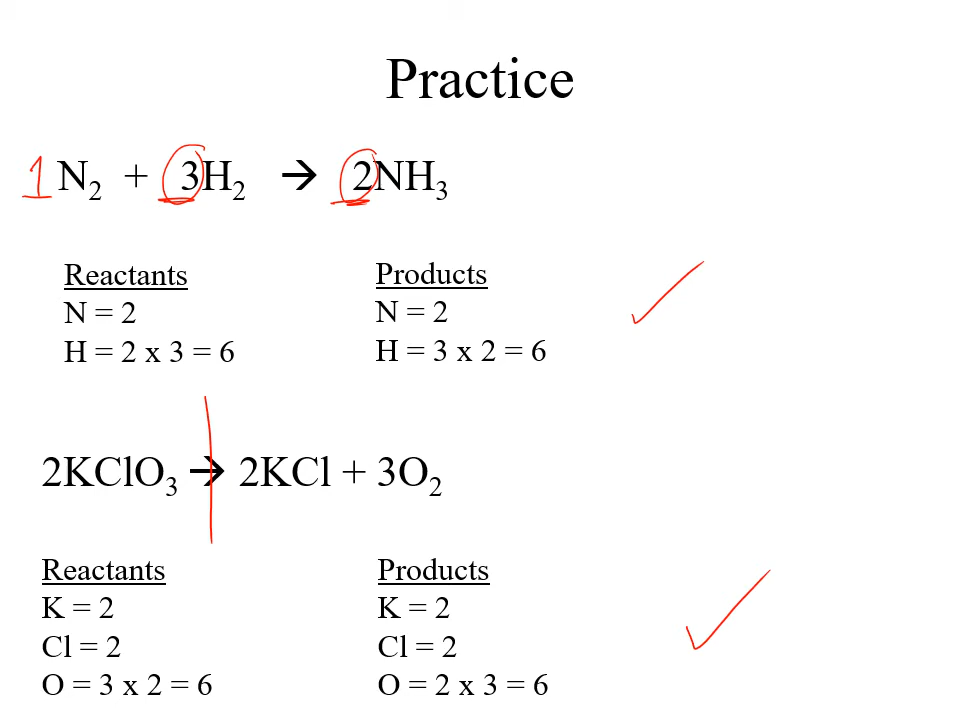 Practice
1 N₂ + 3H₂ → 2NH₃
Reactants
N = 2
H = 2 x 3 = 6
Products
N = 2
H = 3 x 2 = 6
2KClO₃ → 2KCl + 3O₂
Reactants
K = 2
Cl = 2
O = 3 x 2 = 6
Products
K = 2
Cl = 2
O = 2 x 3 = 6